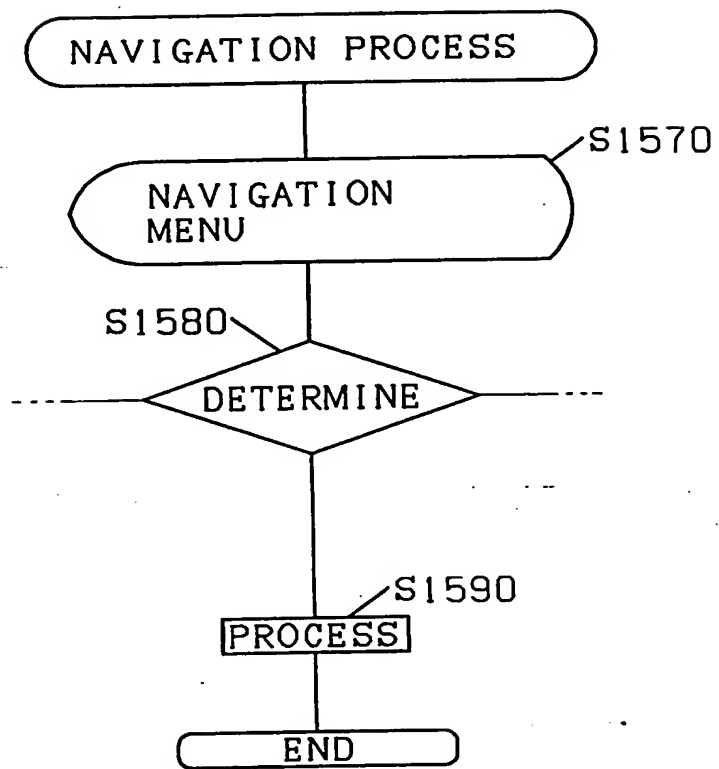 NAVIGATION PROCESS
S1570
NAVIGATION
MENU
S1580
DETERMINE
S1590
PROCESS
END